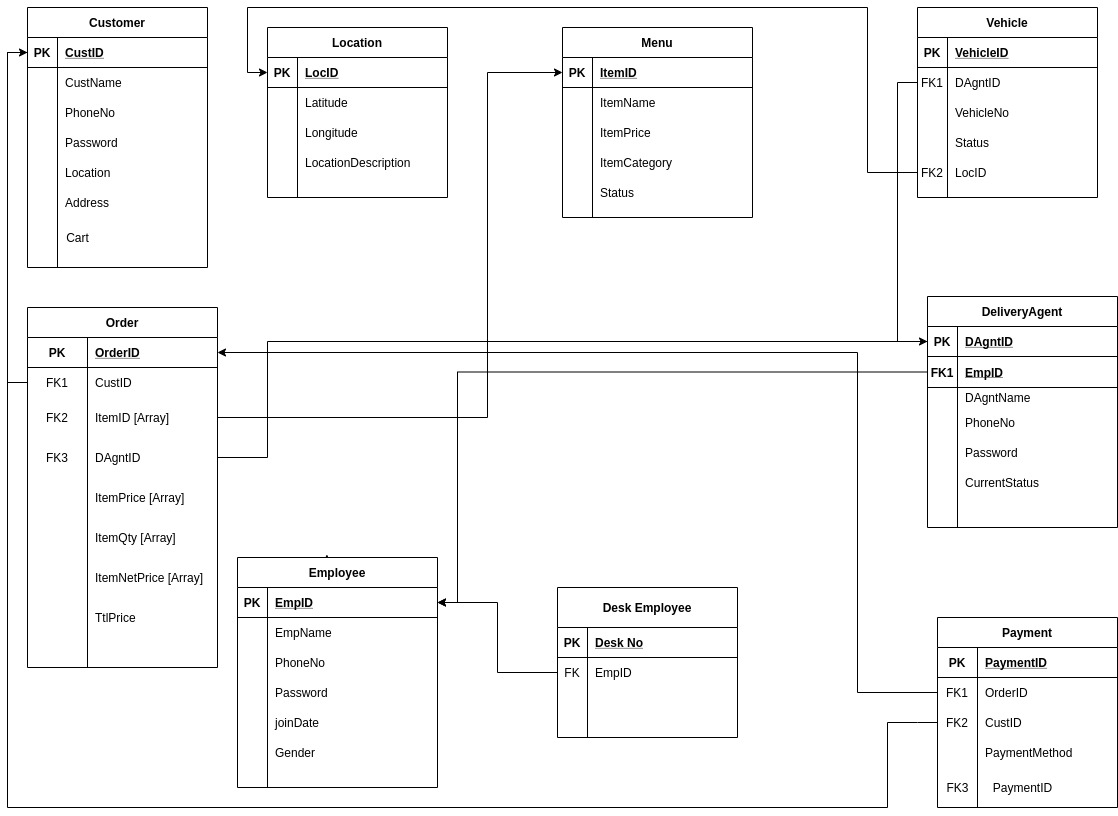 Customer
PK CustID
CustName
PhoneNo
Password
Location
Address
Cart
Location
PK LocID
Latitude
Longitude
LocationDescription
Menu
PK ItemID
ItemName
ItemPrice
ItemCategory
Status
Vehicle
PK VehicleID
FK1 DAgntID
VehicleNo
Status
FK2 LocID
Order
PK OrderID
FK1 CustID
FK2 ItemID [Array]
FK3 DAgntID
ItemPrice [Array]
ItemQty [Array]
ItemNetPrice [Array]
TtlPrice
DeliveryAgent
PK DAgntID
FK1 EmpID
DAgntName
PhoneNo
Password
CurrentStatus
Employee
PK EmpID
EmpName
PhoneNo
Password
joinDate
Gender
Desk Employee
PK Desk No
FK EmpID
Payment
PK PaymentID
FK1 OrderID
FK2 CustID
PaymentMethod
FK3 PaymentID